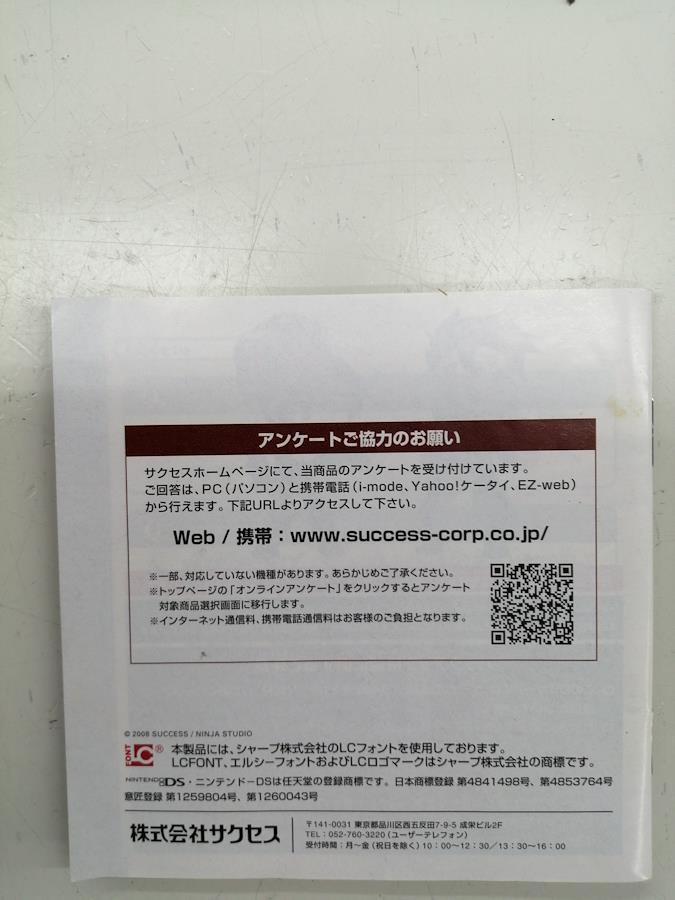 アンケートご協力のお願い
サクセスホームページにて、当商品のアンケートを受け付けています。
ご回答は、PC(パソコン)と携帯電話(i-mode、Yahoo!ケータイ、EZ-web)
から行えます。下記URLよりアクセスして下さい。
Web / 携帯:www.success-corp.co.jp/
※一部、対応していない機種があります。あらかじめご了承ください。
※トップページの「オンラインアンケート」をクリックするとアンケート
対象商品選択画面に移行します。
※インターネット通信料、携帯電話通信料はお客様のご負担となります。
© 2008 SUCCESS / NINJA STUDIO
FONT LC ® 本製品には、シャープ株式会社のLCフォントを使用しております。
LCFONT、エルシーフォントおよびLCロゴマークはシャープ株式会社の商標です。
NINTENDO DS・ニンテンドーDSは任天堂の登録商標です。日本商標登録 第4841498号、第4853764号
意匠登録 第1259804号、第1260043号
株式会社サクセス
〒141-0031 東京都品川区西五反田7-9-5 成栄ビル2F
TEL:052-760-3220(ユーザーテレフォン)
受付時間:月~金(祝日を除く)10:00~12:30/13:30~16:00